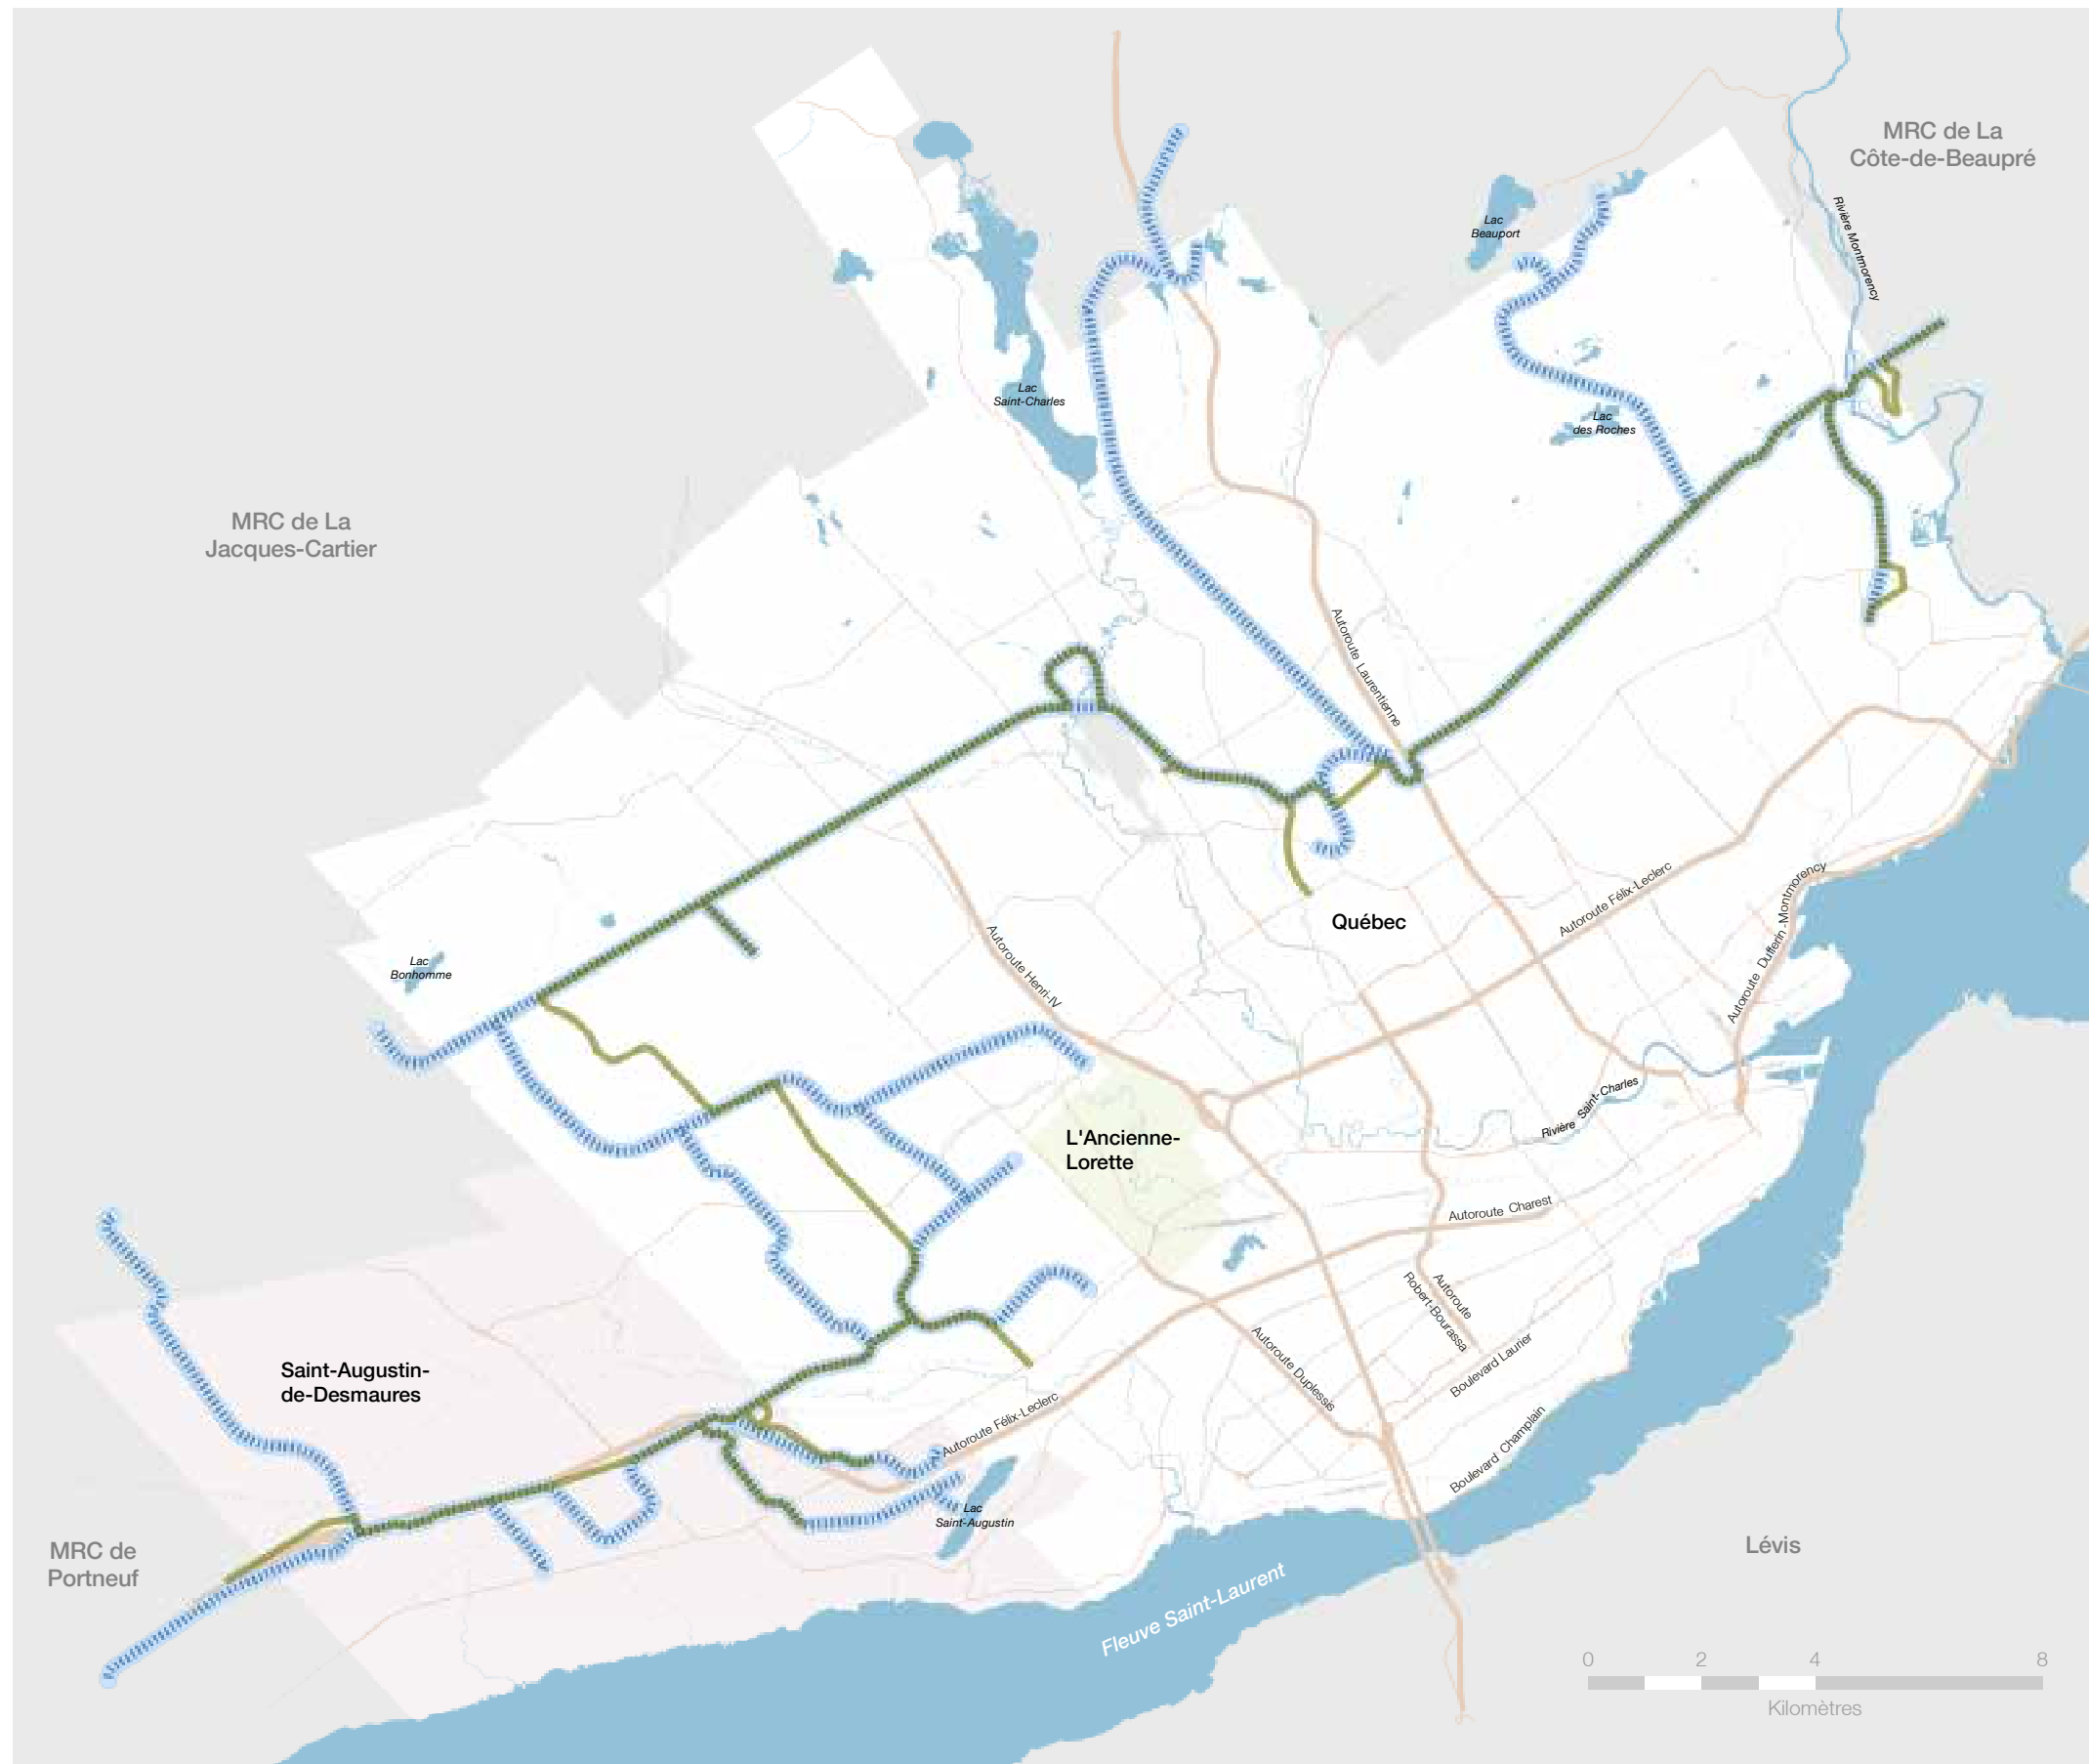 MRC de La
Côte-de-Beaupré
Rivière Montmorency
Lac
Beauport
Lac
Saint-Charles
Lac
des Roches
MRC de La
Jacques-Cartier
Autoroute Laurentienne
Autoroute Félix-Leclerc
Autoroute Dufferin-Montmorency
Québec
Autoroute Henri-IV
Lac
Bonhomme
Rivière Saint-Charles
L'Ancienne-
Lorette
Autoroute Charest
Autoroute
Robert-Bourassa
Boulevard Laurier
Autoroute Duplessis
Saint-Augustin-
de-Desmaures
Autoroute Félix-Leclerc
Boulevard Champlain
Lac
Saint-Augustin
MRC de
Portneuf
Lévis
Fleuve Saint-Laurent
0 2 4 8
Kilomètres